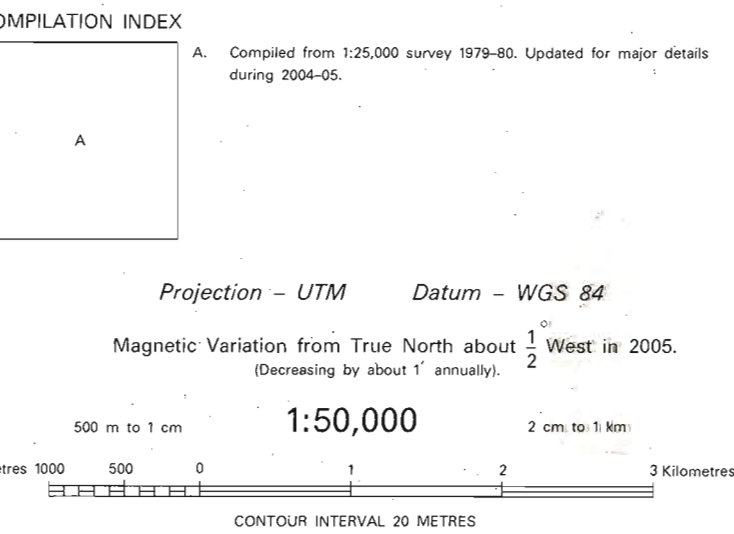 OMPILATION INDEX
A. Compiled from 1:25,000 survey 1979–80. Updated for major details
during 2004–05.
A
Projection – UTM Datum – WGS 84
Magnetic Variation from True North about 1/2° West in 2005.
(Decreasing by about 1′ annually).
500 m to 1 cm 1:50,000 2 cm to 1 km
etres 1000 500 0 1 2 3 Kilometres
CONTOUR INTERVAL 20 METRES